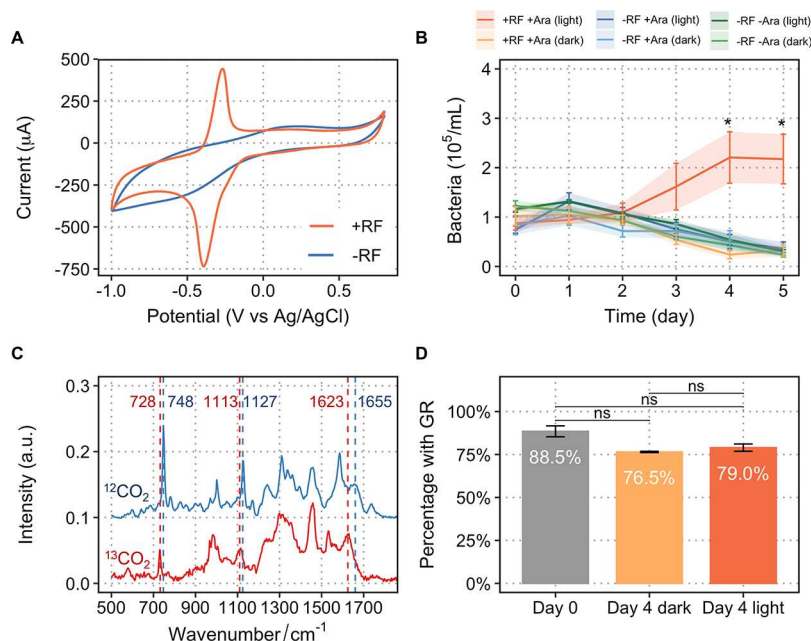 +RF +Ara (light) -RF +Ara (light) -RF -Ara (light)
+RF +Ara (dark) -RF +Ara (dark) -RF -Ara (dark)
A
500
250
0
-250
-500
-750
Current (µA)
+RF
-RF
-1.0 -0.5 0.0 0.5
Potential (V vs Ag/AgCl)
B
4
3
2
1
0
Bacteria (10⁵/mL)
* *
0 1 2 3 4 5
Time (day)
C
0.3
0.2
0.1
0.0
Intensity (a.u.)
728 748 1113 1127 1623 1655
¹²CO₂
¹³CO₂
500 700 900 1100 1300 1500 1700
Wavenumber/cm⁻¹
D
100%
75%
50%
25%
0%
Percentage with GR
ns
ns
ns
88.5% 76.5% 79.0%
Day 0 Day 4 dark Day 4 light